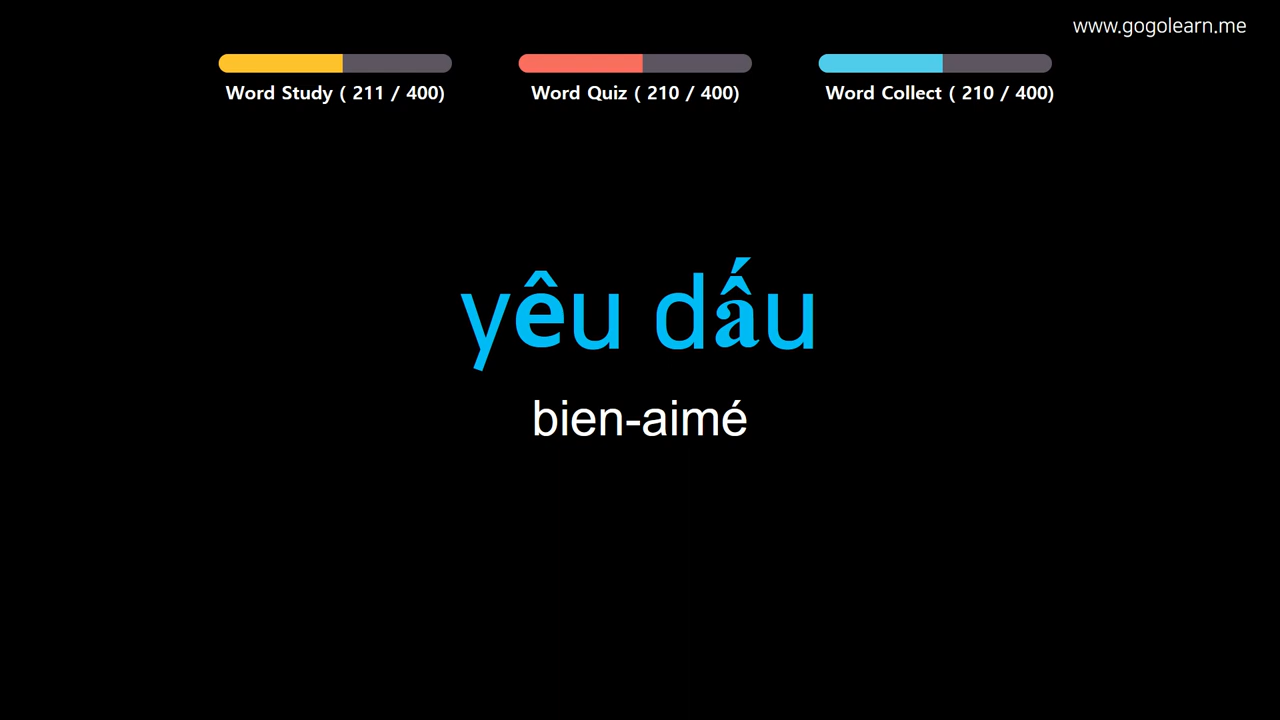 www.gogolearn.me
Word Study ( 211 / 400)
Word Quiz ( 210 / 400)
Word Collect ( 210 / 400)
yêu dấu
bien-aimé